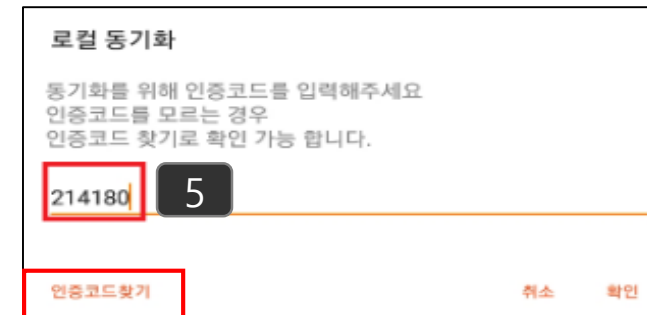 로컬 동기화
동기화를 위해 인증코드를 입력해주세요
인증코드를 모르는 경우
인증코드 찾기로 확인 가능 합니다.
214180 5
인증코드찾기 취소 확인